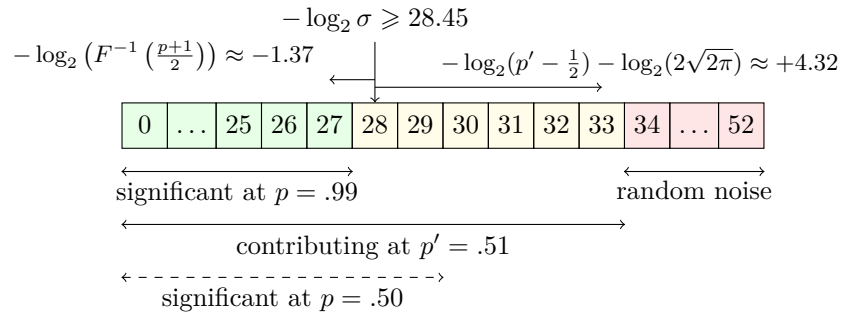 − log₂ σ ⩾ 28.45
− log₂ (F⁻¹ ((p+1)/2)) ≈ −1.37
− log₂(p′ − 1/2) − log₂(2√(2π)) ≈ +4.32
0 … 25 26 27 28 29 30 31 32 33 34 … 52
significant at p = .99 random noise
contributing at p′ = .51
significant at p = .50